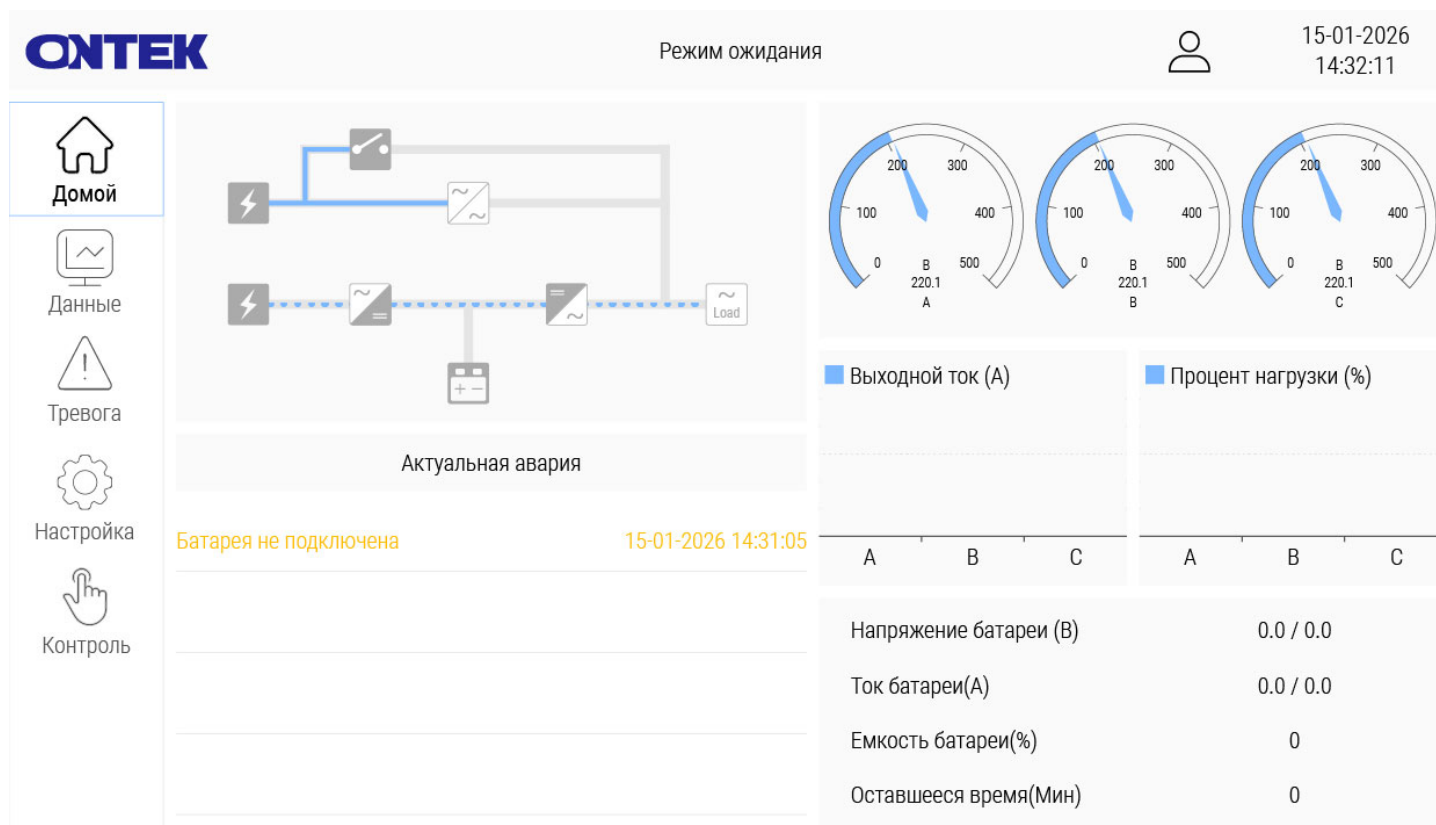 ONTEK
Режим ожидания
15-01-2026
14:32:11
Домой
Данные
Тревога
Настройка
Контроль
Load
Актуальная авария
Батарея не подключена 15-01-2026 14:31:05
0 100 200 300 400 500
В
220.1
A
0 100 200 300 400 500
В
220.1
B
0 100 200 300 400 500
В
220.1
C
Выходной ток (A)
A B C
Процент нагрузки (%)
A B C
Напряжение батареи (В) 0.0 / 0.0
Ток батареи(А) 0.0 / 0.0
Емкость батареи(%) 0
Оставшееся время(Мин) 0